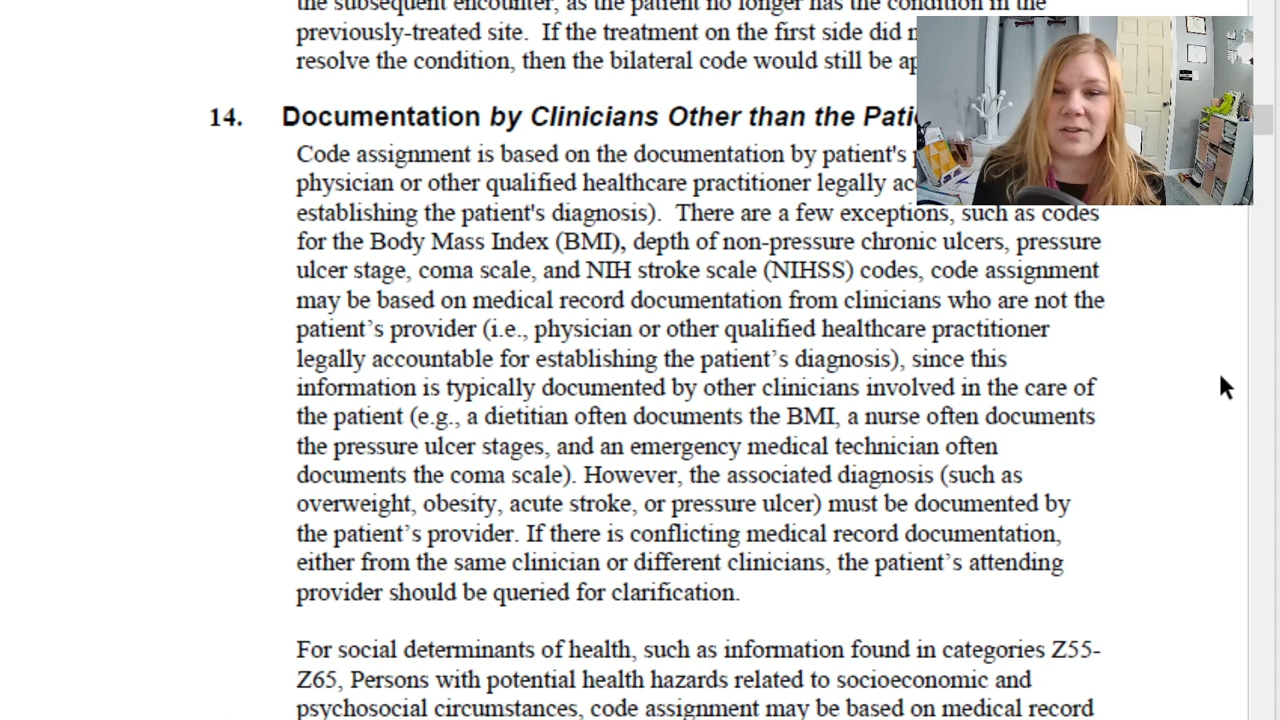 the subsequent encounter, as the patient no longer has the condition in the
previously-treated site. If the treatment on the first side did
resolve the condition, then the bilateral code would still be
14. Documentation by Clinicians Other than the
Code assignment is based on the documentation by patient's
physician or other qualified healthcare practitioner legally
establishing the patient's diagnosis). There are a few exceptions, such as codes
for the Body Mass Index (BMI), depth of non-pressure chronic ulcers, pressure
ulcer stage, coma scale, and NIH stroke scale (NIHSS) codes, code assignment
may be based on medical record documentation from clinicians who are not the
patient’s provider (i.e., physician or other qualified healthcare practitioner
legally accountable for establishing the patient’s diagnosis), since this
information is typically documented by other clinicians involved in the care of
the patient (e.g., a dietitian often documents the BMI, a nurse often documents
the pressure ulcer stages, and an emergency medical technician often
documents the coma scale). However, the associated diagnosis (such as
overweight, obesity, acute stroke, or pressure ulcer) must be documented by
the patient’s provider. If there is conflicting medical record documentation,
either from the same clinician or different clinicians, the patient’s attending
provider should be queried for clarification.
For social determinants of health, such as information found in categories Z55-
Z65, Persons with potential health hazards related to socioeconomic and
psychosocial circumstances, code assignment may be based on medical record